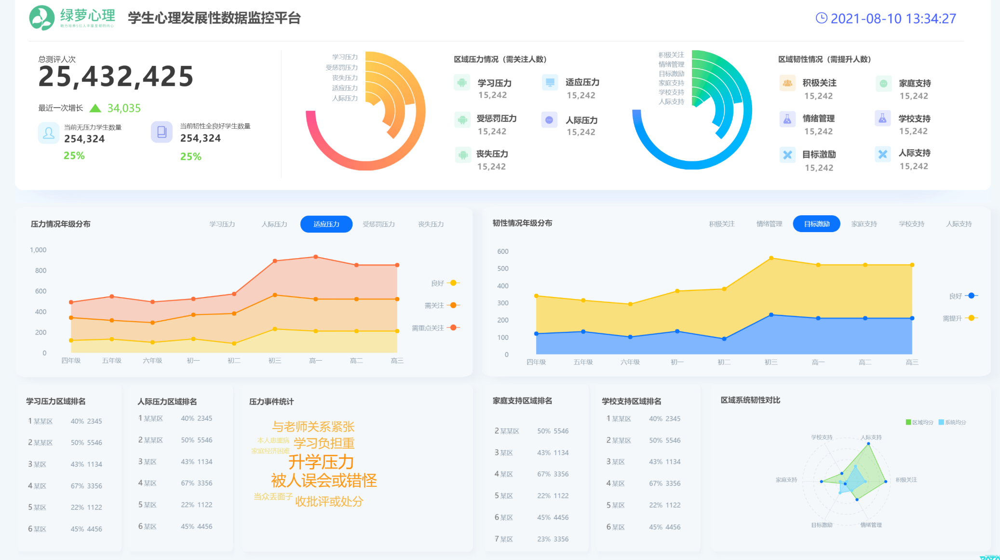 绿萝心理
助力培养5亿人丰富坚韧的内心
学生心理发展性数据监控平台
2021-08-10 13:34:27
总测评人次
25,432,425
最近一次增长 34,035
当前无压力学生数量
254,324
25%
当前韧性全良好学生数量
254,324
25%
学习压力
受惩罚压力
丧失压力
适应压力
人际压力
区域压力情况（需关注人数）
学习压力
15,242
适应压力
15,242
受惩罚压力
15,242
人际压力
15,242
丧失压力
15,242
积极关注
情绪管理
目标激励
家庭支持
学校支持
人际支持
区域韧性情况（需提升人数）
积极关注
15,242
家庭支持
15,242
情绪管理
15,242
学校支持
15,242
目标激励
15,242
人际支持
15,242
压力情况年级分布
学习压力 人际压力 适应压力 受惩罚压力 丧失压力
1,000
800
600
400
200
0
四年级 五年级 六年级 初一 初二 初三 高一 高二 高三
良好
需关注
需重点关注
韧性情况年级分布
积极关注 情绪管理 目标激励 家庭支持 学校支持 人际支持
600
500
400
300
200
100
0
四年级 五年级 六年级 初一 初二 初三 高一 高二 高三
良好
需提升
学习压力区域排名
1 某某区 40% 2345
2 某某区 50% 5546
3 某区 43% 1134
4 某区 67% 3356
5 某区 22% 1122
6 某区 45% 4456
人际压力区域排名
1 某某区 40% 2345
2 某某区 50% 5546
3 某区 43% 1134
4 某区 67% 3356
5 某区 22% 1122
6 某区 45% 4456
压力事件统计
与老师关系紧张
本人患重病
学习负担重
家庭经济困难
升学压力
被人误会或错怪
当众丢面子
收批评或处分
家庭支持区域排名
2 某某区 50% 5546
3 某区 43% 1134
4 某区 67% 3356
5 某区 22% 1122
6 某区 45% 4456
7 某区 23% 3356
学校支持区域排名
1 某某区 40% 2345
2 某某区 50% 5546
3 某区 43% 1134
4 某区 67% 3356
5 某区 22% 1122
6 某区 45% 4456
区域系统韧性对比
区域均分 系统均分
学校支持 人际支持
家庭支持 积极关注
目标激励 情绪管理